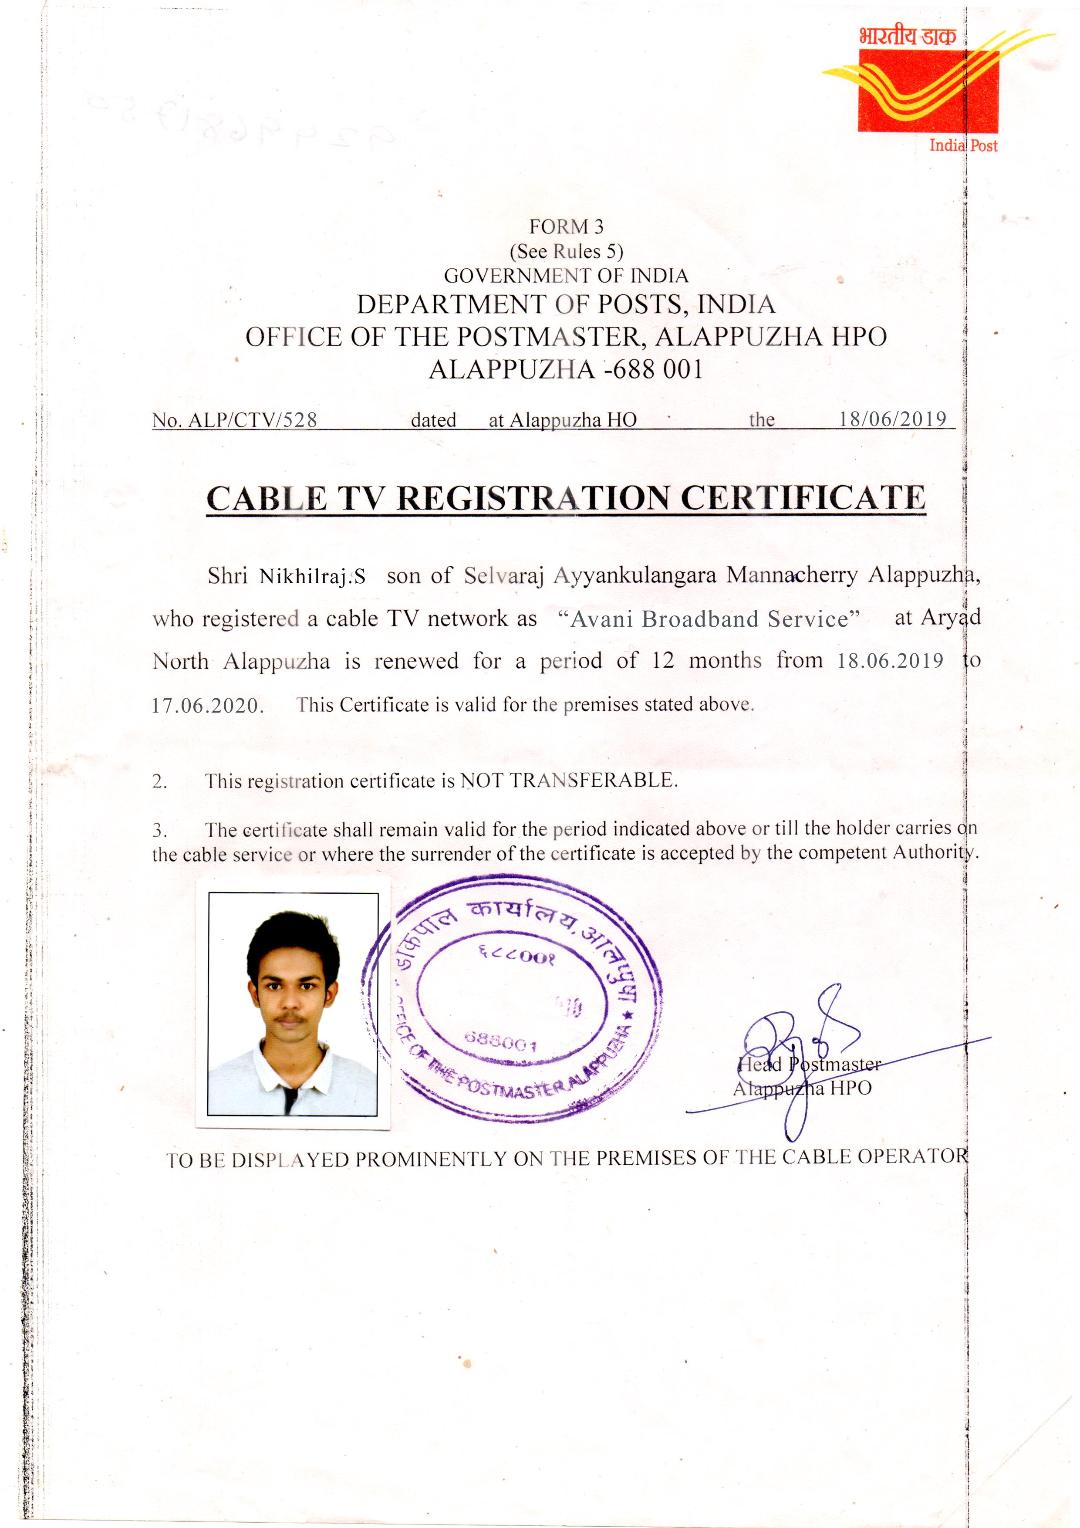 भारतीय डाक
India Post
FORM 3
(See Rules 5)
GOVERNMENT OF INDIA
DEPARTMENT OF POSTS, INDIA
OFFICE OF THE POSTMASTER, ALAPPUZHA HPO
ALAPPUZHA -688 001
No. ALP/CTV/528 dated at Alappuzha HO the 18/06/2019
CABLE TV REGISTRATION CERTIFICATE
Shri Nikhilraj.S son of Selvaraj Ayyankulangara Mannacherry Alappuzha,
who registered a cable TV network as “Avani Broadband Service” at Aryad
North Alappuzha is renewed for a period of 12 months from 18.06.2019 to
17.06.2020. This Certificate is valid for the premises stated above.
2. This registration certificate is NOT TRANSFERABLE.
3. The certificate shall remain valid for the period indicated above or till the holder carries on
the cable service or where the surrender of the certificate is accepted by the competent Authority.
डाकपाल कार्यालय, आलप्पुषा
६८८००१
688001
OFFICE OF THE POSTMASTER, ALAPPUZHA ★
Head Postmaster
Alappuzha HPO
TO BE DISPLAYED PROMINENTLY ON THE PREMISES OF THE CABLE OPERATOR